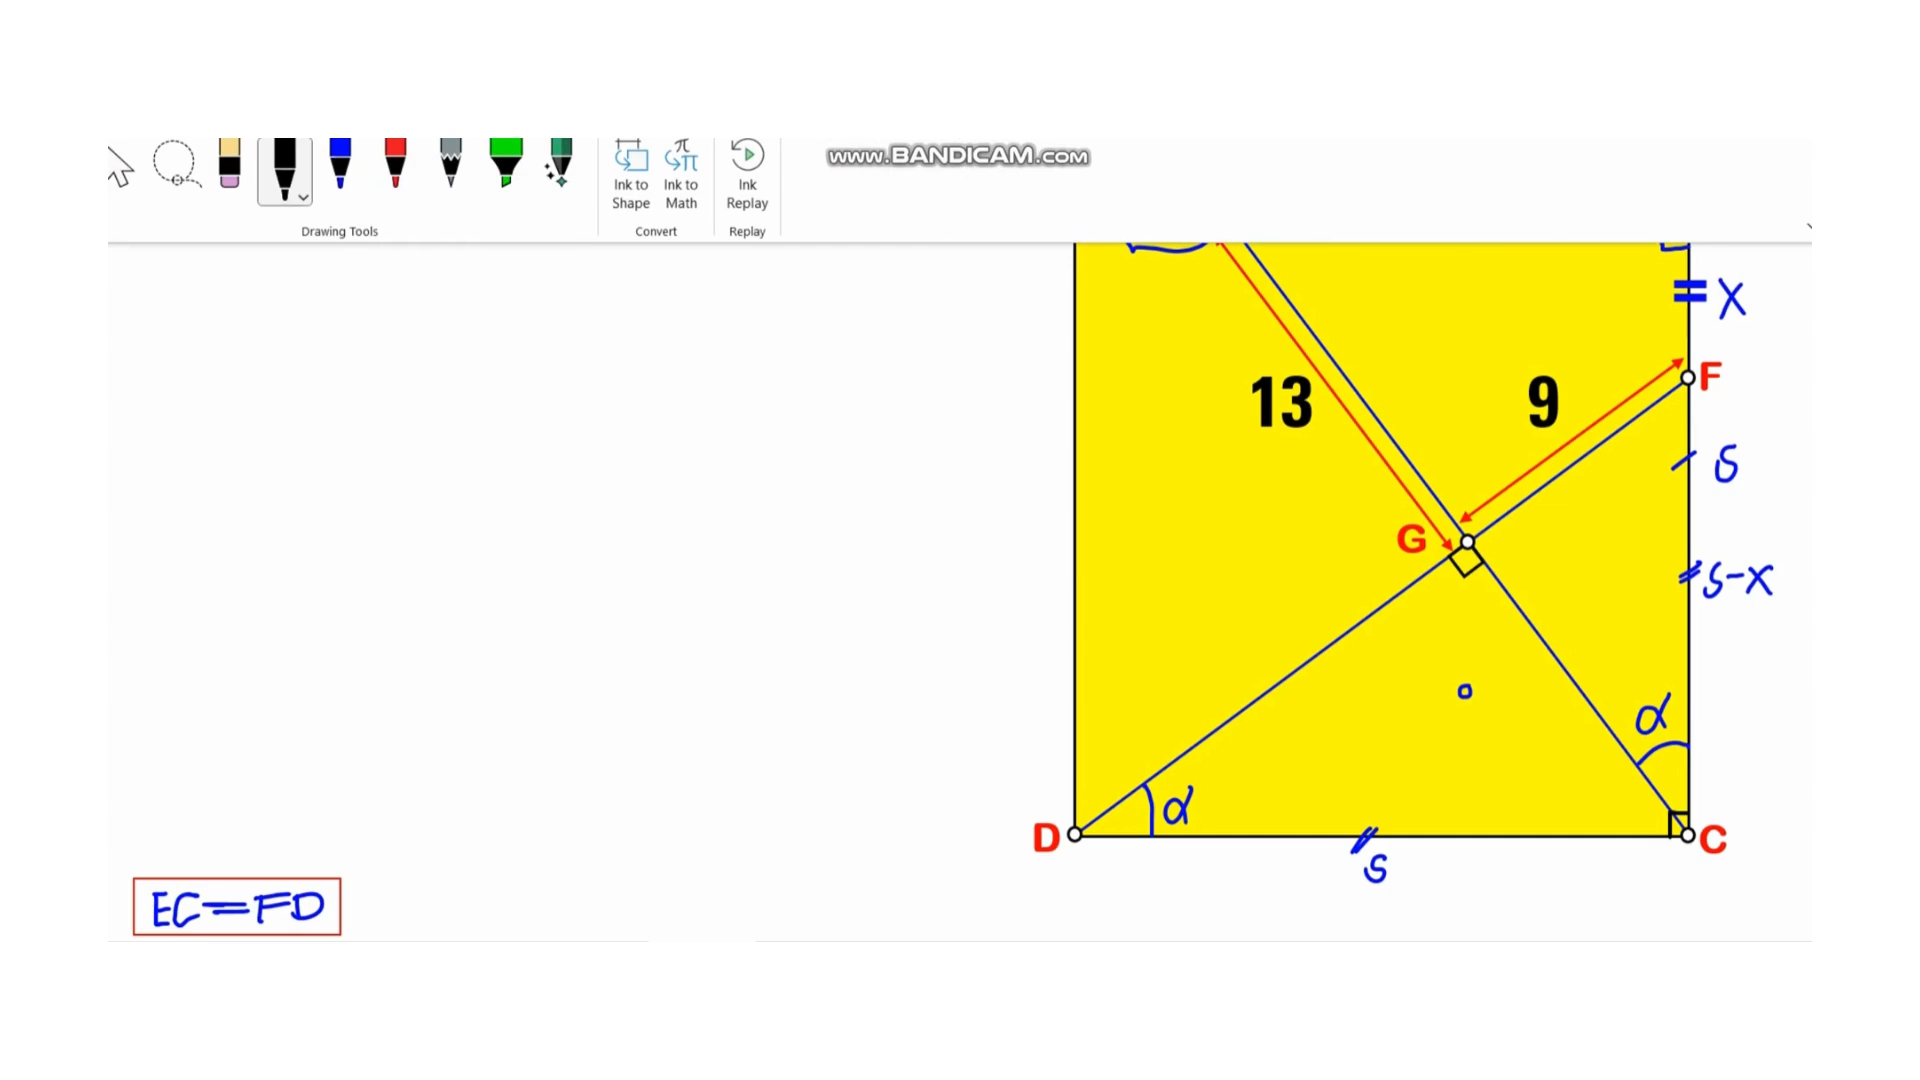 www.BANDICAM.com
Ink to Shape
Ink to Math
Ink Replay
Drawing Tools
Convert
Replay
= X
F
13
9
s
G
s-x
α
α
D
C
s
EC=FD